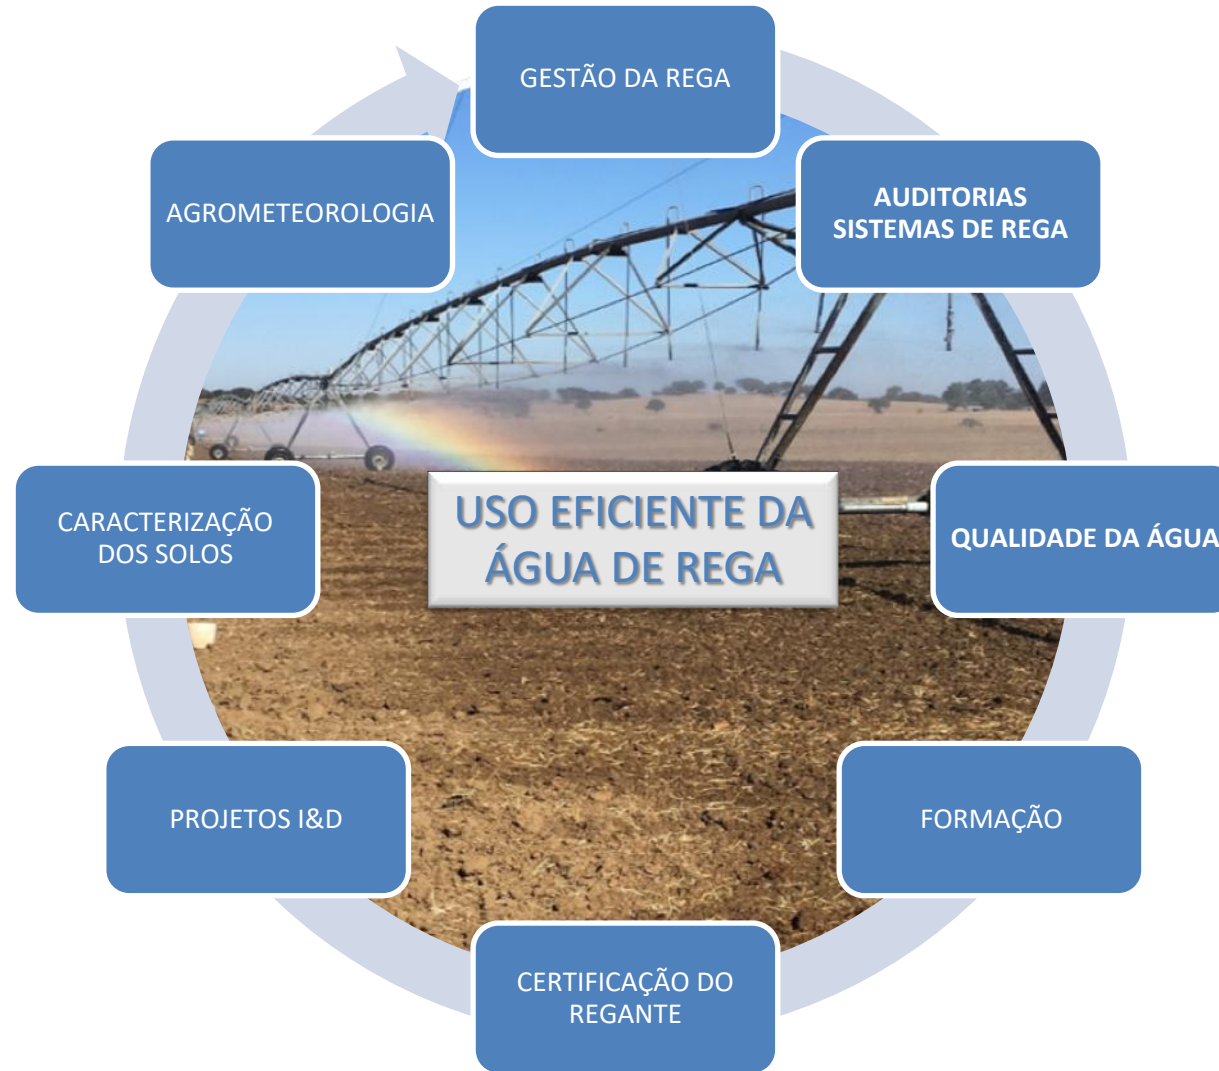 GESTÃO DA REGA
AUDITORIAS
SISTEMAS DE REGA
QUALIDADE DA ÁGUA
FORMAÇÃO
CERTIFICAÇÃO DO
REGANTE
PROJETOS I&D
CARACTERIZAÇÃO
DOS SOLOS
AGROMETEOROLOGIA
USO EFICIENTE DA
ÁGUA DE REGA